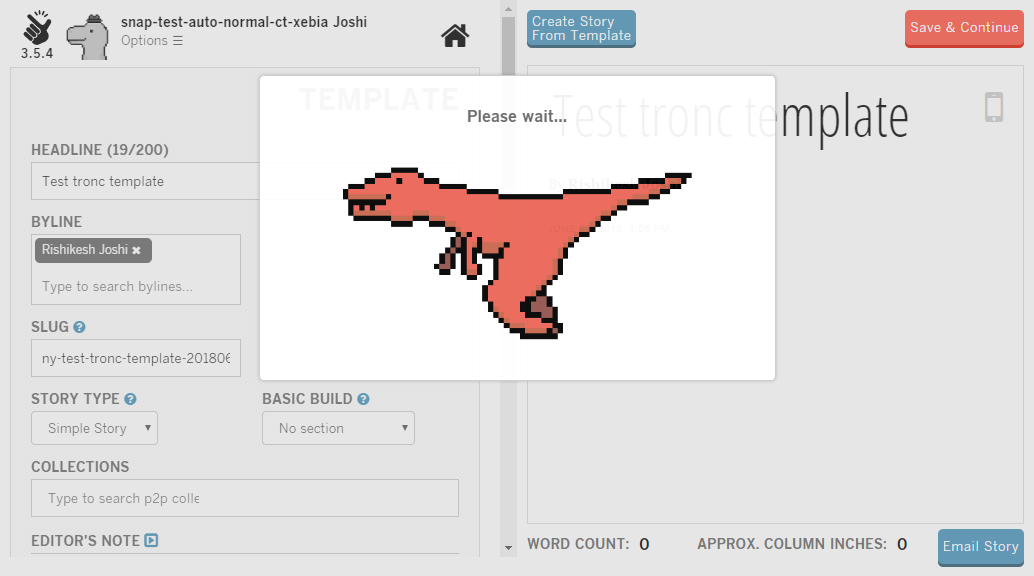 snap-test-auto-normal-ct-xebia Joshi
Options ☰
3.5.4
Create Story
From Template
Save & Continue
TEMPLATE
Please wait...
Test tronc template
HEADLINE (19/200)
Test tronc template
BYLINE
Rishikesh Joshi ✖
Type to search bylines...
SLUG ?
ny-test-tronc-template-201806
STORY TYPE ?
BASIC BUILD ?
Simple Story
No section
COLLECTIONS
Type to search p2p colle
EDITOR'S NOTE
WORD COUNT: 0
APPROX. COLUMN INCHES: 0
Email Story